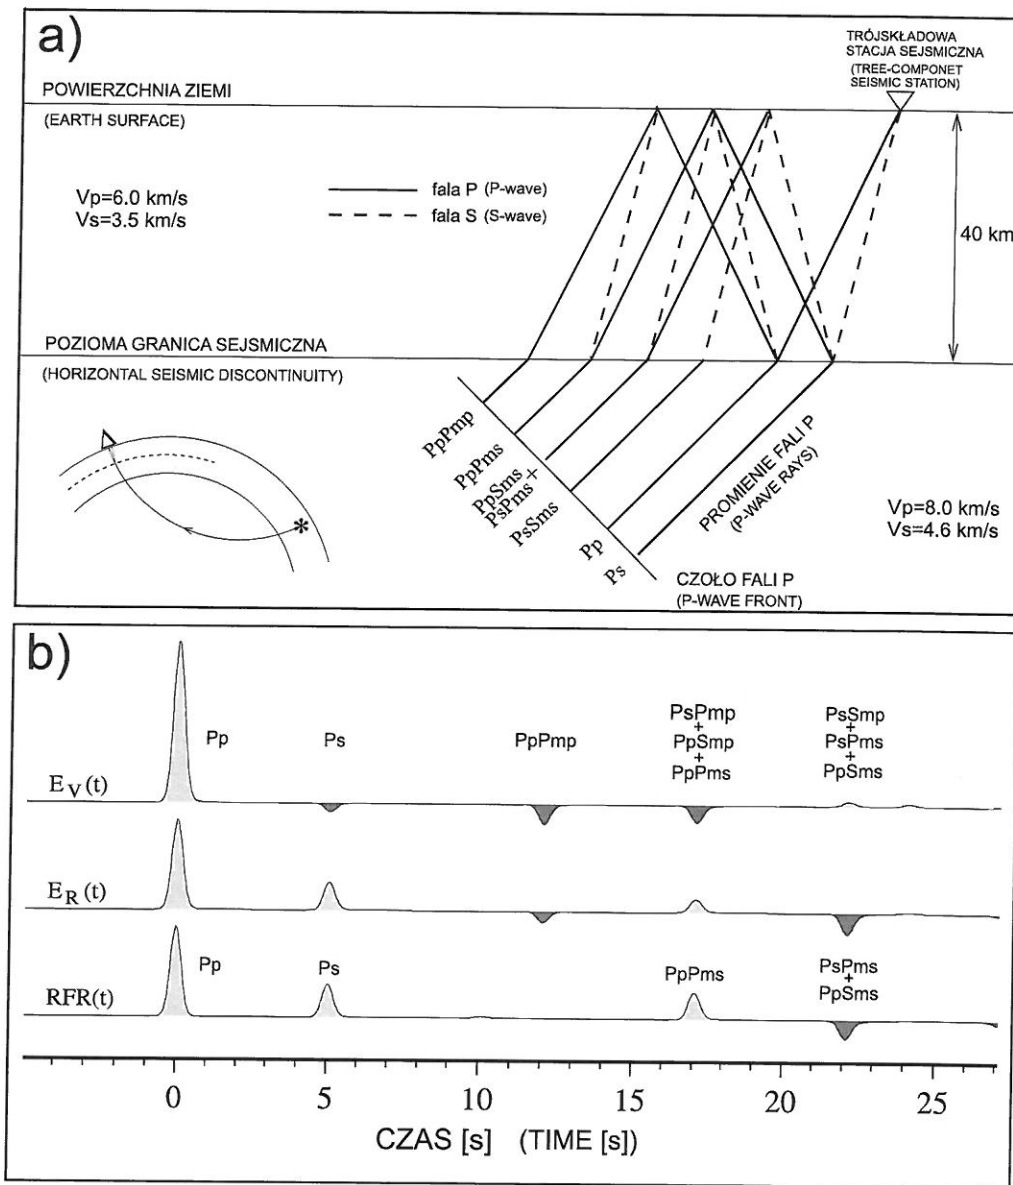 a)
TRÓJSKŁADOWA
STACJA SEJSMICZNA
(TREE-COMPONET
SEISMIC STATION)
POWIERZCHNIA ZIEMI
(EARTH SURFACE)
Vp=6.0 km/s
Vs=3.5 km/s
fala P (P-wave)
fala S (S-wave)
40 km
POZIOMA GRANICA SEJSMICZNA
(HORIZONTAL SEISMIC DISCONTINUITY)
PpPmp
PpPms
PpSms
PsPms+
PsSms
Pp
Ps
PROMIENIE FALI P
(P-WAVE RAYS)
Vp=8.0 km/s
Vs=4.6 km/s
CZOŁO FALI P
(P-WAVE FRONT)
b)
Pp
Ps
PpPmp
PsPmp
+
PpSmp
+
PpPms
PsSmp
+
PsPms
+
PpSms
EV(t)
ER(t)
Pp
Ps
PpPms
PsPms
+
PpSms
RFR(t)
0 5 10 15 20 25
CZAS [s] (TIME [s])